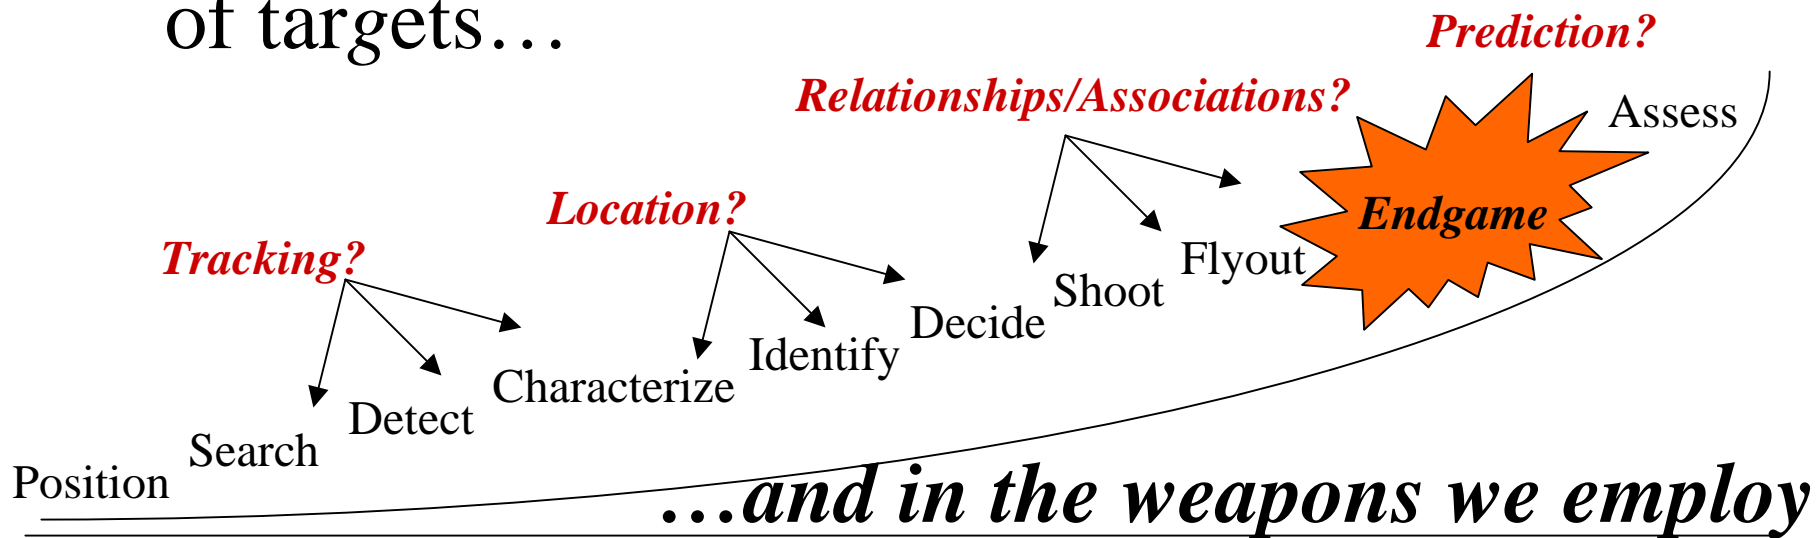 of targets…
Prediction?
Relationships/Associations?
Assess
Location?
Endgame
Tracking?
Flyout
Shoot
Decide
Identify
Characterize
Detect
Search
Position
…and in the weapons we employ